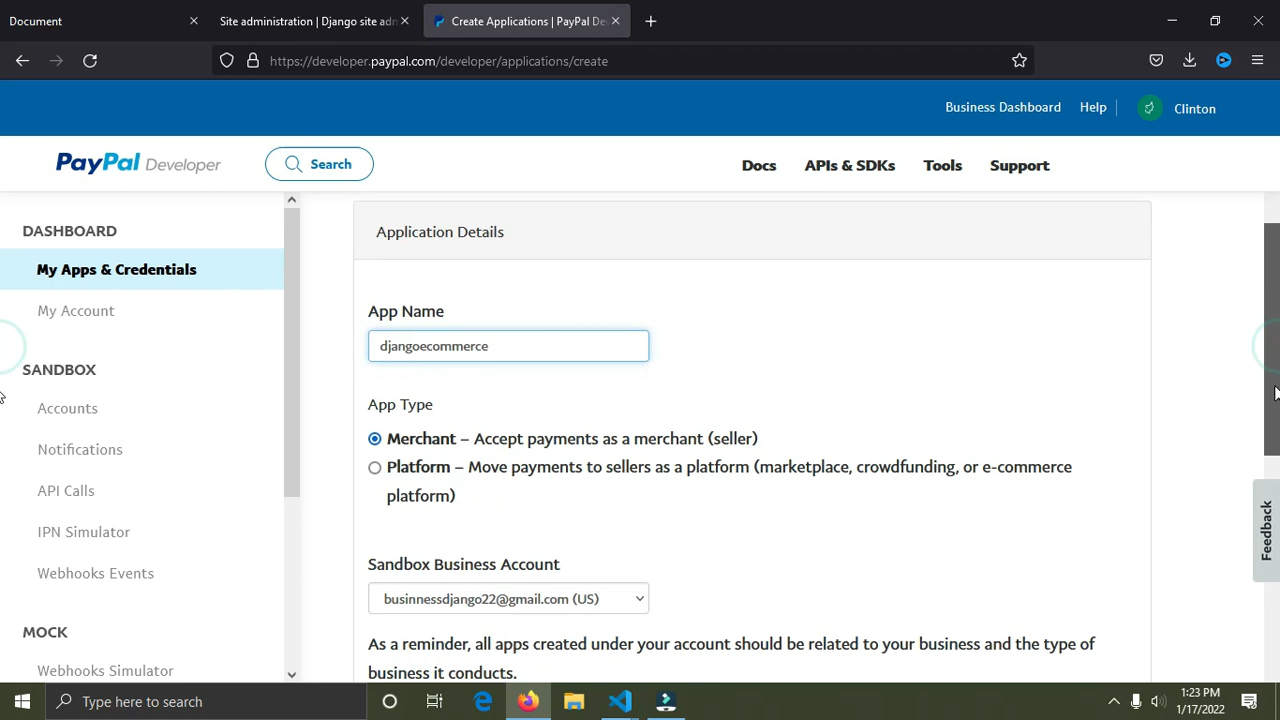 Document
Site administration | Django site adm
Create Applications | PayPal De
https://developer.paypal.com/developer/applications/create
Business Dashboard
Help
Clinton
PayPal Developer
Search
Docs
APIs & SDKs
Tools
Support
DASHBOARD
My Apps & Credentials
My Account
SANDBOX
Accounts
Notifications
API Calls
IPN Simulator
Webhooks Events
MOCK
Webhooks Simulator
Application Details
App Name
djangoecommerce
App Type
Merchant – Accept payments as a merchant (seller)
Platform – Move payments to sellers as a platform (marketplace, crowdfunding, or e-commerce
platform)
Sandbox Business Account
businnessdjango22@gmail.com (US)
As a reminder, all apps created under your account should be related to your business and the type of
business it conducts.
Feedback
Type here to search
1:23 PM
1/17/2022